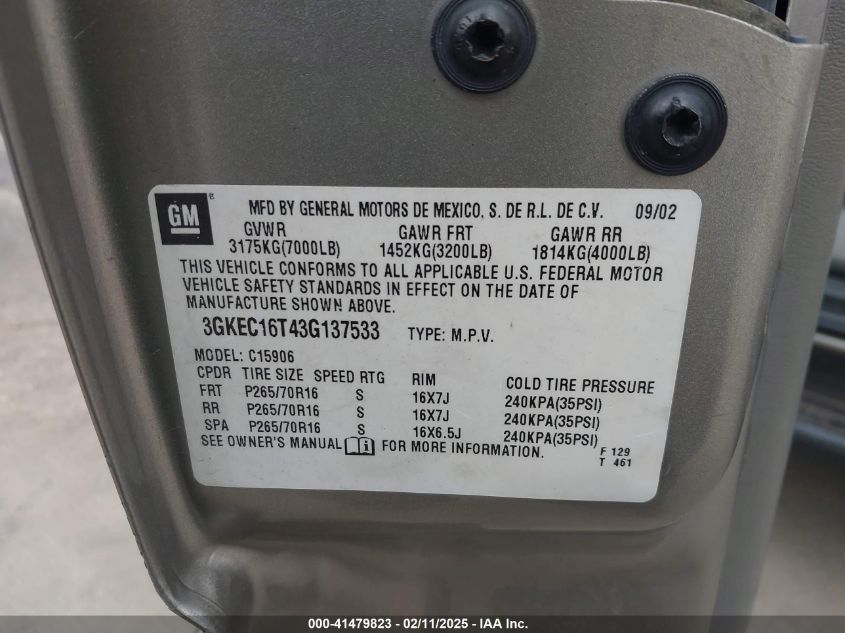 GM ®
MFD BY GENERAL MOTORS DE MEXICO, S. DE R.L. DE C.V. 09/02
GVWR GAWR FRT GAWR RR
3175KG(7000LB) 1452KG(3200LB) 1814KG(4000LB)
THIS VEHICLE CONFORMS TO ALL APPLICABLE U.S. FEDERAL MOTOR
VEHICLE SAFETY STANDARDS IN EFFECT ON THE DATE OF
MANUFACTURE SHOWN ABOVE.
3GKEC16T43G137533 TYPE: M.P.V.
MODEL: C15906
CPDR TIRE SIZE SPEED RTG RIM COLD TIRE PRESSURE
FRT P265/70R16 S 16X7J 240KPA(35PSI)
RR P265/70R16 S 16X7J 240KPA(35PSI)
SPA P265/70R16 S 16X6.5J 240KPA(35PSI)
SEE OWNER'S MANUAL i FOR MORE INFORMATION. F 129
T 461
000-41479823 - 02/11/2025 - IAA Inc.